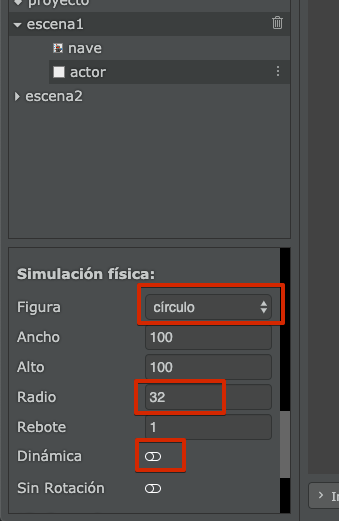 proyecto
escena1
nave
actor
escena2
Simulación física:
Figura círculo
Ancho 100
Alto 100
Radio 32
Rebote 1
Dinámica
Sin Rotación